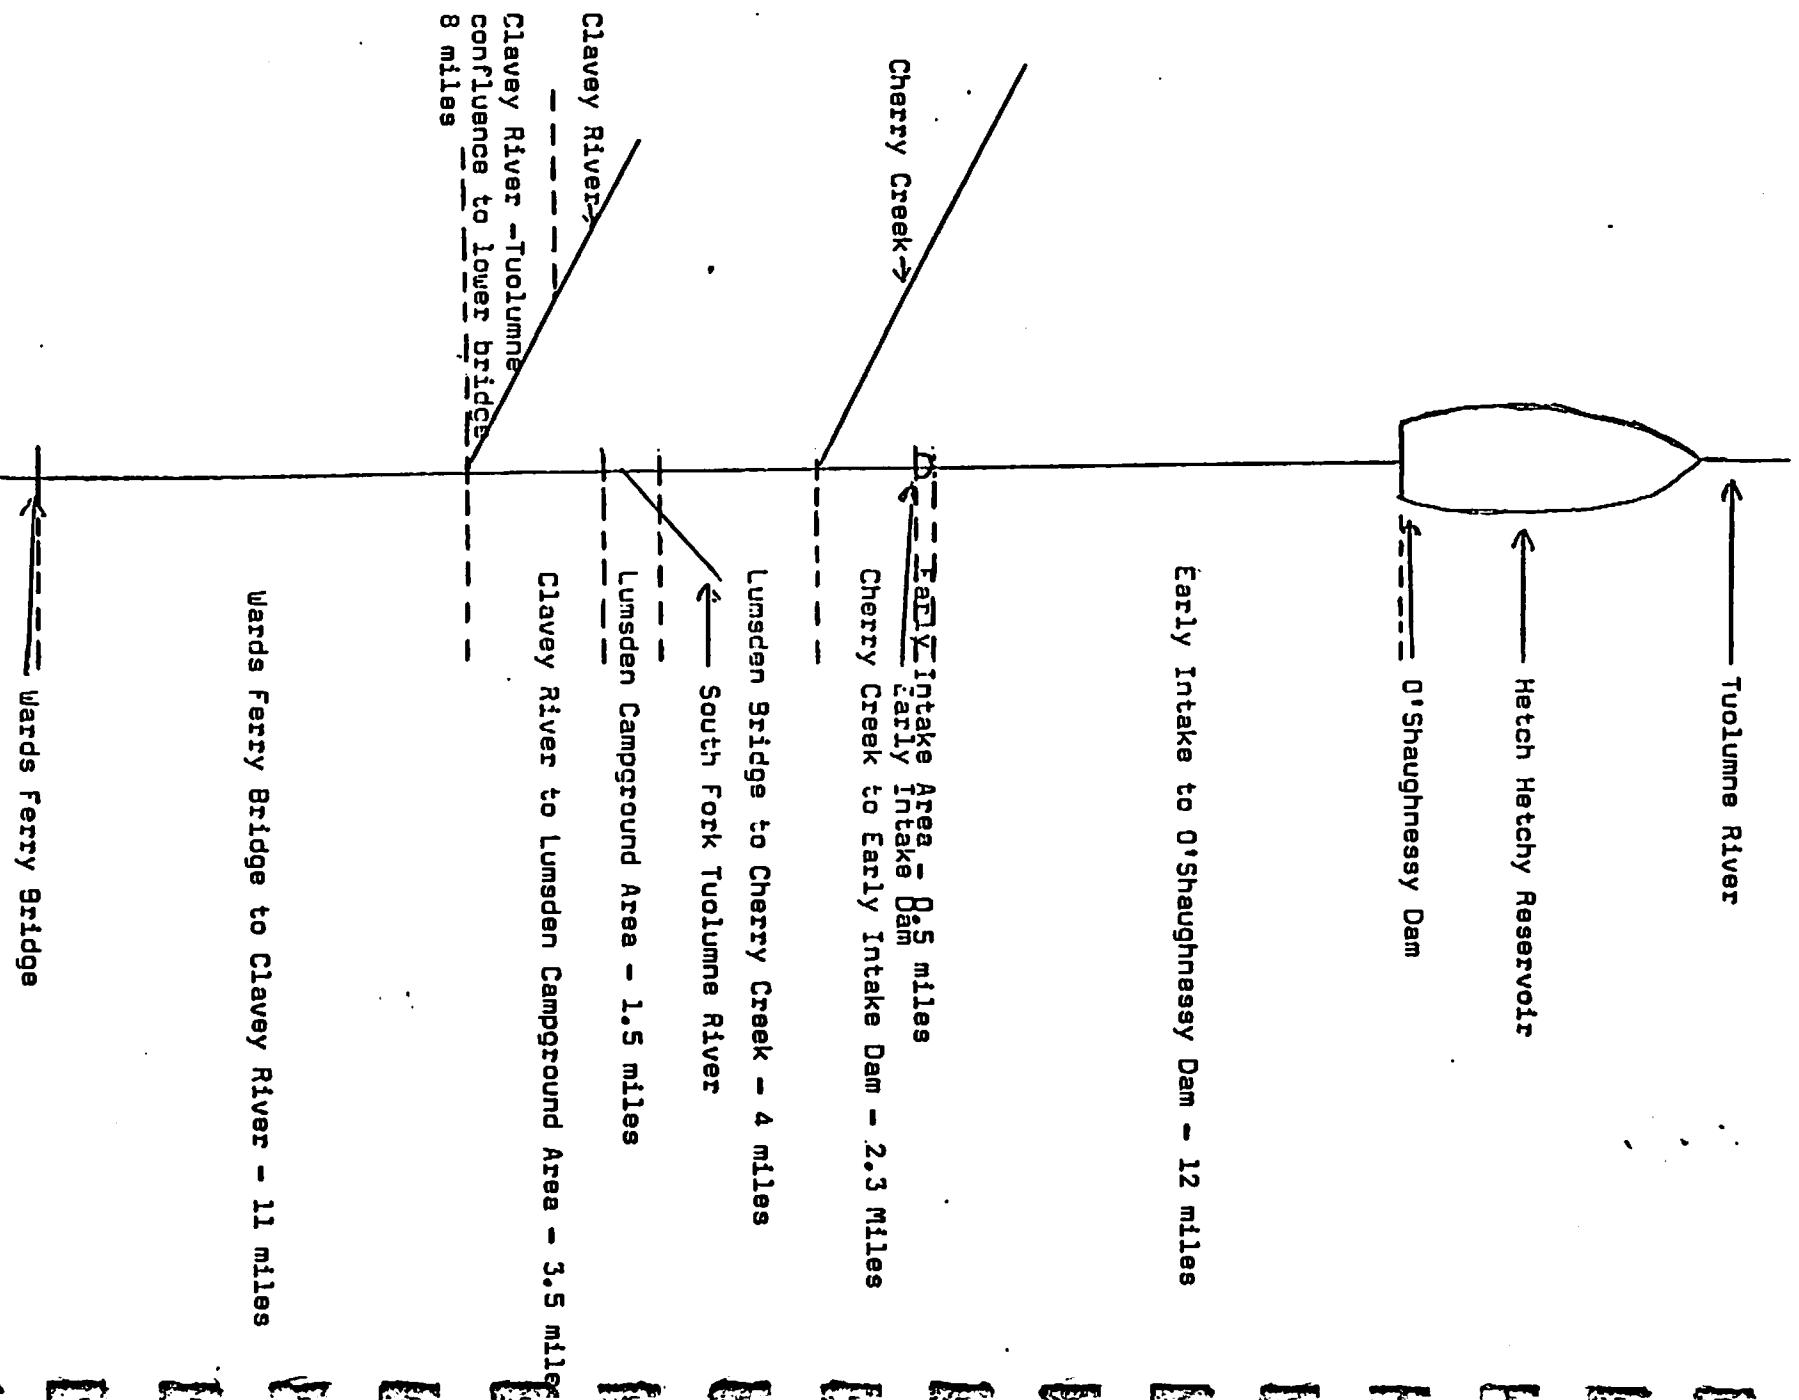 Tuolumne River
Hetch Hetchy Reservoir
O'Shaughnessy Dam
Early Intake to O'Shaughnessy Dam - 12 miles
Early Intake Area - 0.5 miles
Early Intake Dam
Cherry Creek
Cherry Creek to Early Intake Dam - 2.3 Miles
Lumsden Bridge to Cherry Creek - 4 miles
South Fork Tuolumne River
Lumsden Campground Area - 1.5 miles
Clavey River
Clavey River to Lumsden Campground Area - 3.5 mile
Clavey River -Tuolumne
confluence to lower bridge
8 miles
Wards Ferry Bridge to Clavey River - 11 miles
Wards Ferry Bridge